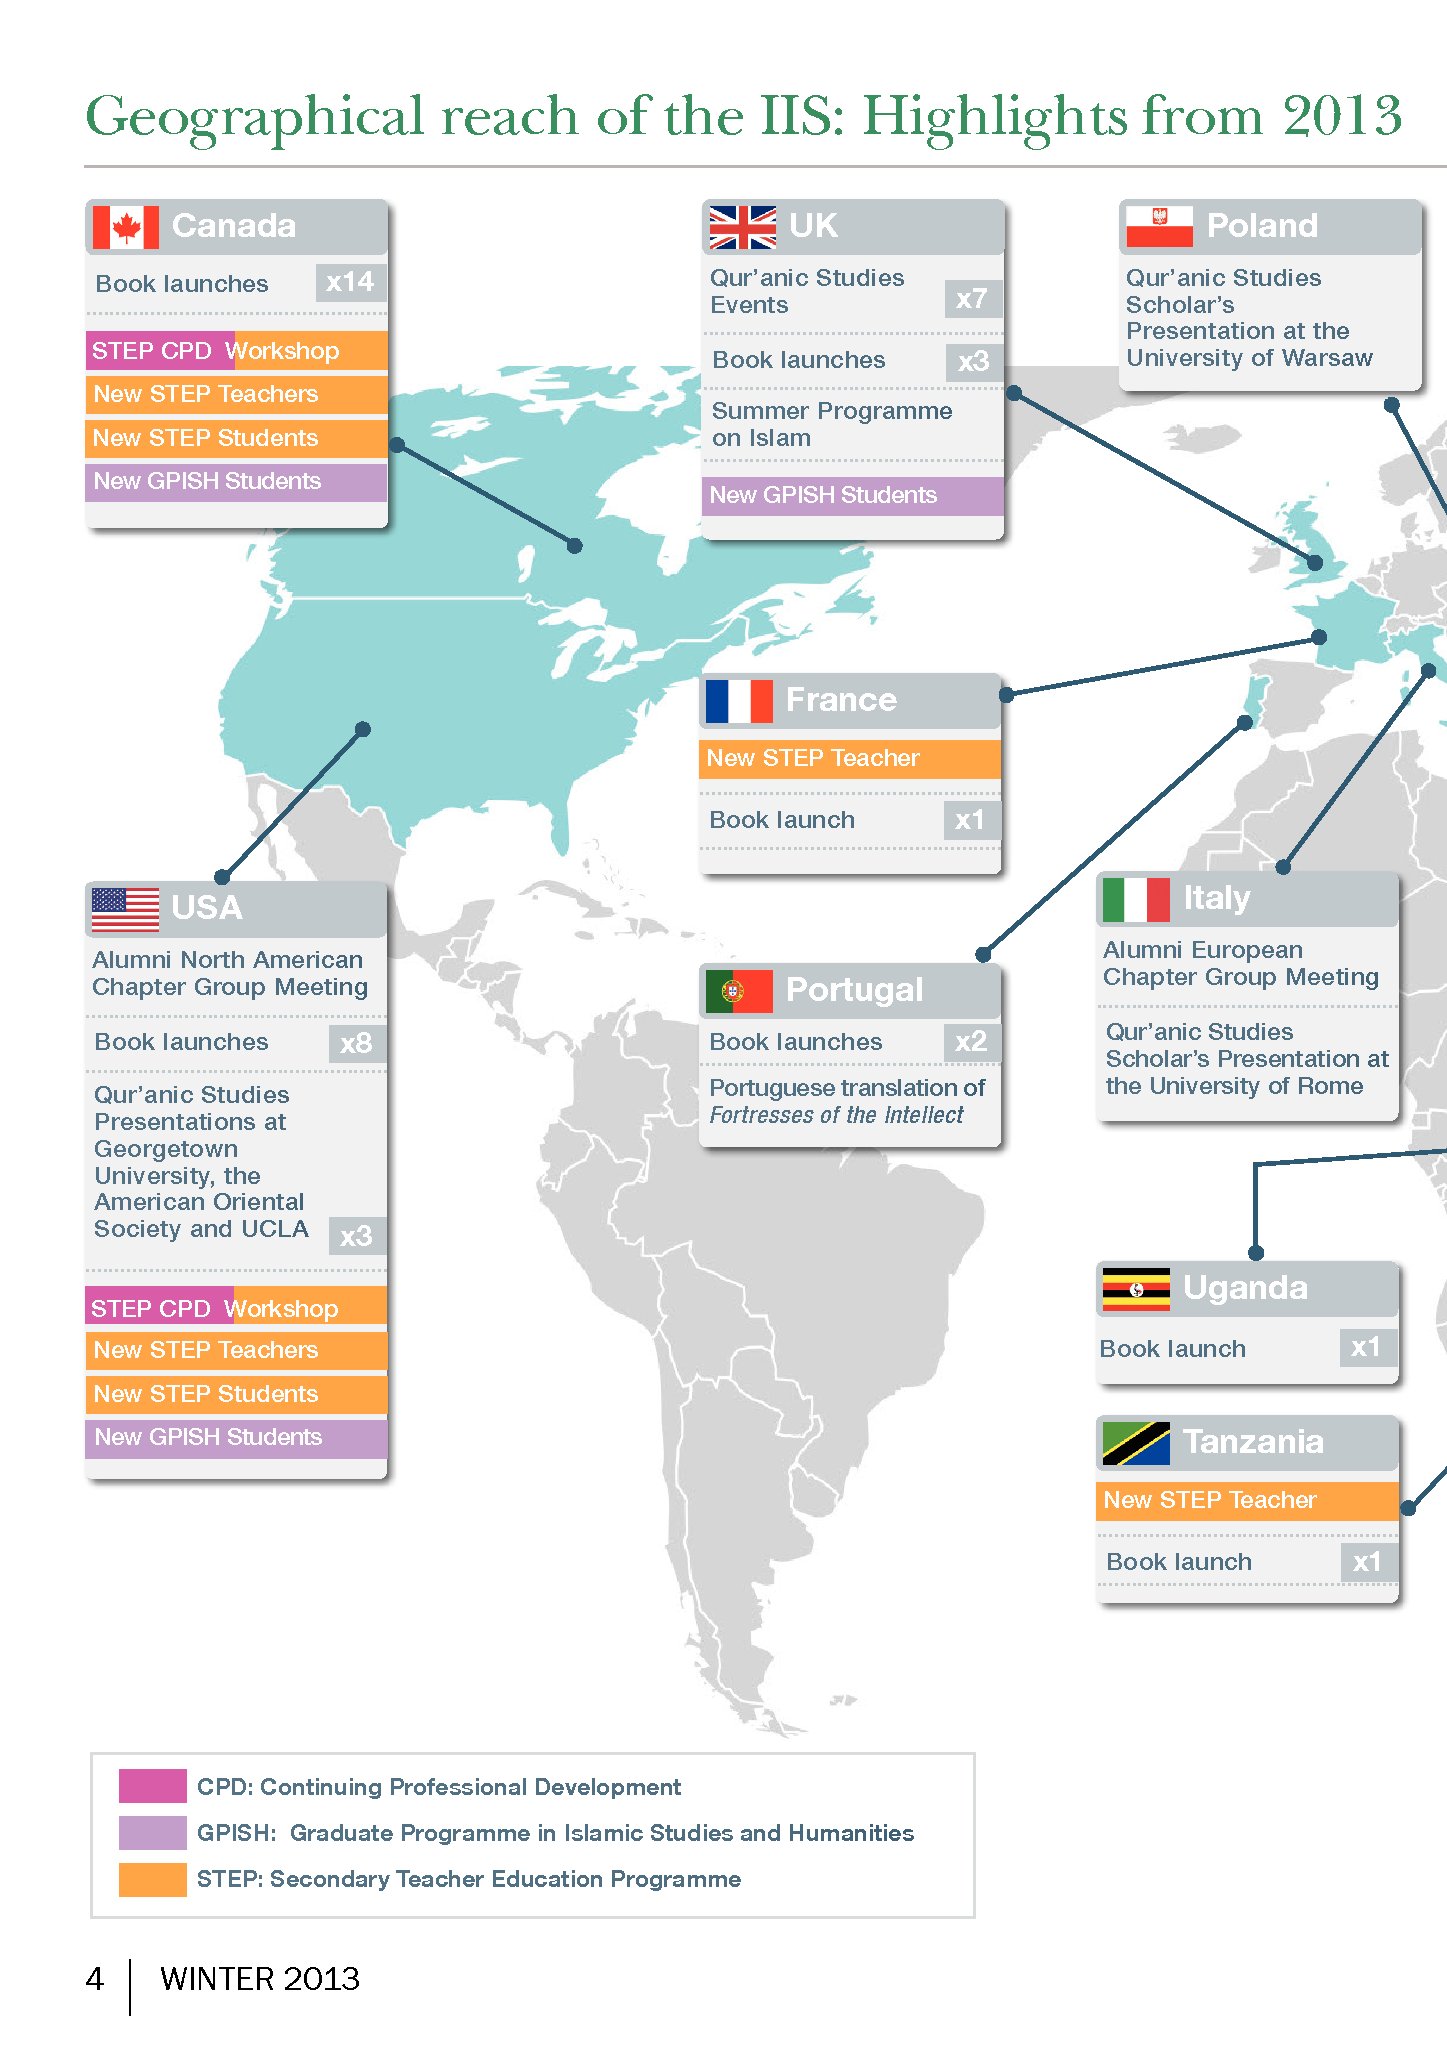 Geographical reach of the IIS: Highlights from 2013
Canada
Book launches x14
STEP CPD Workshop
New STEP Teachers
New STEP Students
New GPISH Students
UK
Qur’anic Studies
Events x7
Book launches x3
Summer Programme
on Islam
New GPISH Students
Poland
Qur’anic Studies
Scholar’s
Presentation at the
University of Warsaw
France
New STEP Teacher
Book launch x1
USA
Alumni North American
Chapter Group Meeting
Book launches x8
Qur’anic Studies
Presentations at
Georgetown
University, the
American Oriental
Society and UCLA x3
STEP CPD Workshop
New STEP Teachers
New STEP Students
New GPISH Students
Portugal
Book launches x2
Portuguese translation of
Fortresses of the Intellect
Italy
Alumni European
Chapter Group Meeting
Qur’anic Studies
Scholar’s Presentation at
the University of Rome
Uganda
Book launch x1
Tanzania
New STEP Teacher
Book launch x1
CPD: Continuing Professional Development
GPISH: Graduate Programme in Islamic Studies and Humanities
STEP: Secondary Teacher Education Programme
4 WINTER 2013